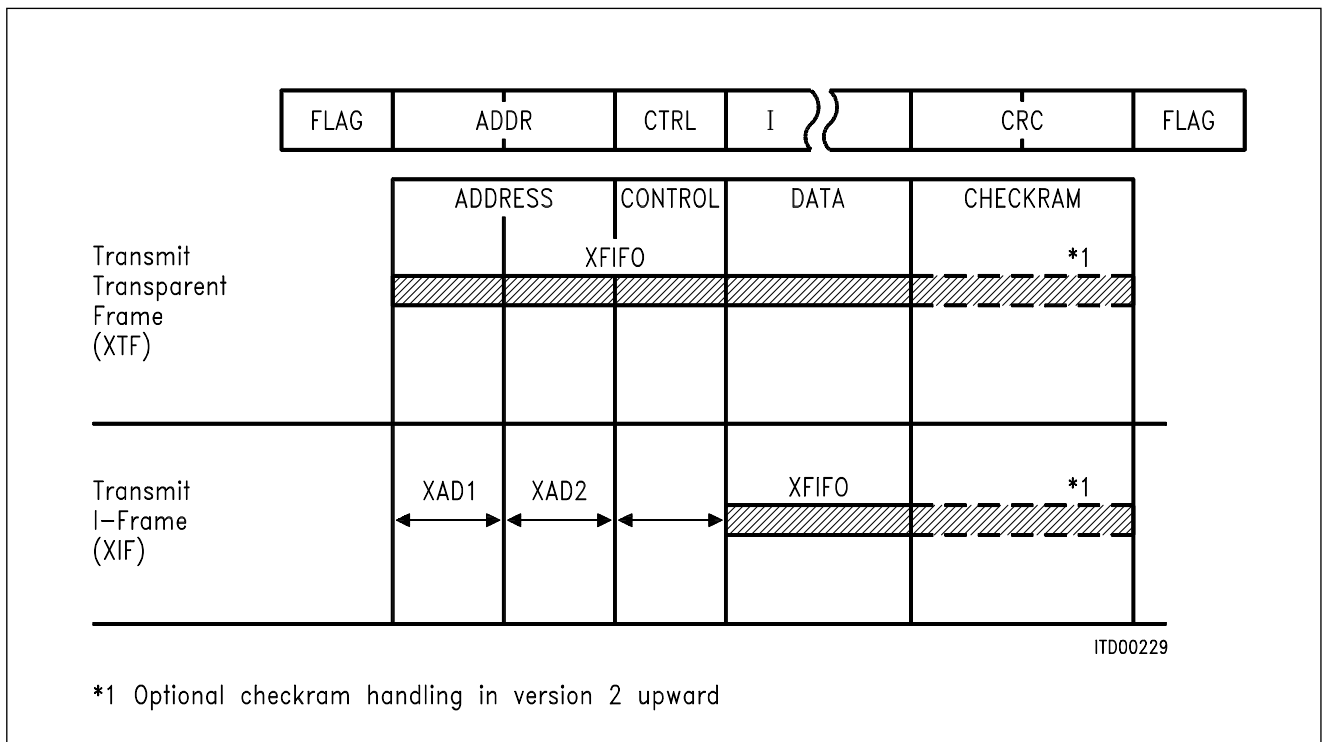 FLAG ADDR CTRL I CRC FLAG
ADDRESS CONTROL DATA CHECKRAM
XFIFO *1
Transmit
Transparent
Frame
(XTF)
XAD1 XAD2 XFIFO *1
Transmit
I-Frame
(XIF)
ITD00229
*1 Optional checkram handling in version 2 upward